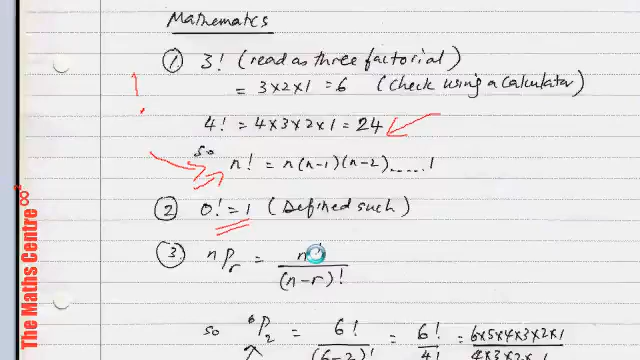 Mathematics
① 3! (read as three factorial)
= 3×2×1 = 6 (Check using a calculator)
4! = 4×3×2×1 = 24
so
n! = n(n-1)(n-2).....1
② 0! = 1 (Defined such)
③ nPr = n! / (n-r)!
so ⁶P₂ = 6! / (6-2)! = 6! / 4! = 6×5×4×3×2×1 / 4×3×2×1
The Maths Centre ∞²